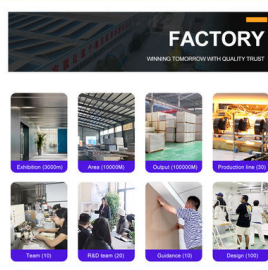 FACTORY
WINNING TOMORROW WITH QUALITY TRUST
Exhibition (3000m)
Area (10000M)
Output (100000M)
Production line (30)
Team (10)
R&D team (20)
Guidance (10)
Design (100)